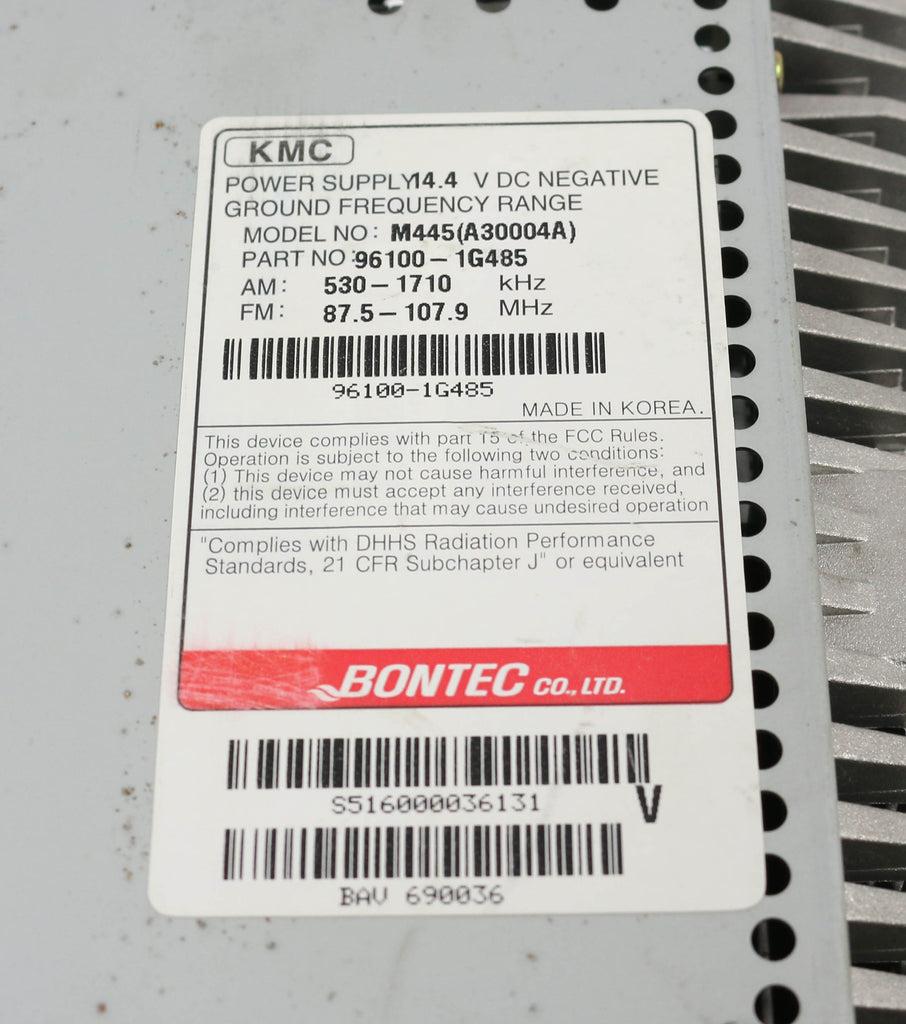 KMC
POWER SUPPLY 14.4 V DC NEGATIVE
GROUND FREQUENCY RANGE
MODEL NO: M445(A30004A)
PART NO: 96100-1G485
AM: 530-1710 kHz
FM: 87.5-107.9 MHz
96100-1G485
MADE IN KOREA.
This device complies with part 15 of the FCC Rules.
Operation is subject to the following two conditions:
(1) This device may not cause harmful interference, and
(2) this device must accept any interference received,
including interference that may cause undesired operation
"Complies with DHHS Radiation Performance
Standards, 21 CFR Subchapter J" or equivalent
BONTEC CO., LTD.
S516000036131
V
BAV 690036